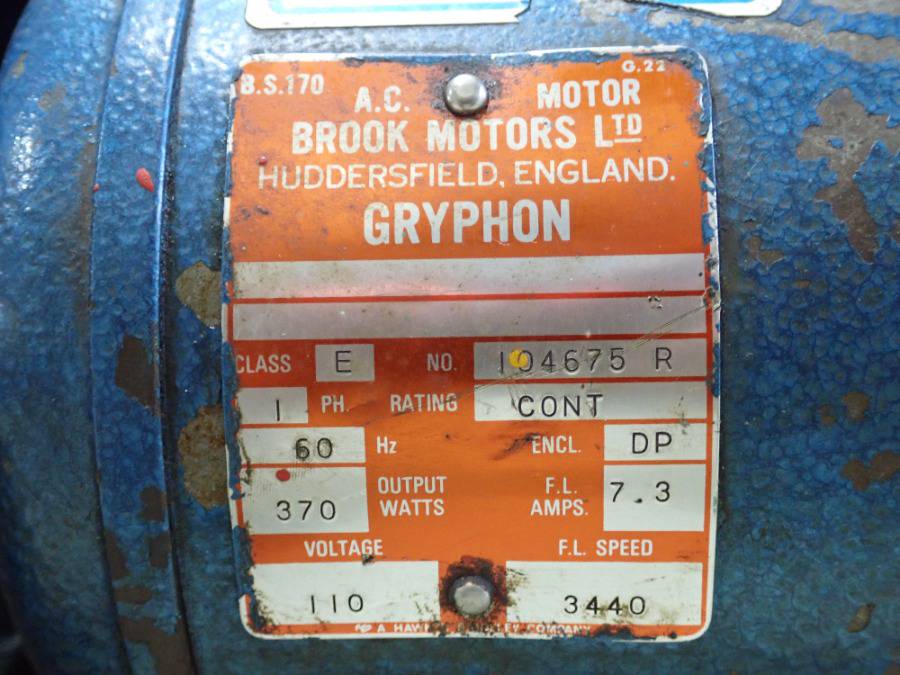 B.S.170
G.22
A.C. MOTOR
BROOK MOTORS LTD
HUDDERSFIELD, ENGLAND.
GRYPHON
CLASS E NO. 104675 R
1 PH. RATING CONT
60 Hz ENCL. DP
370 OUTPUT WATTS F.L. AMPS. 7.3
VOLTAGE F.L. SPEED
110 3440
A COMPANY